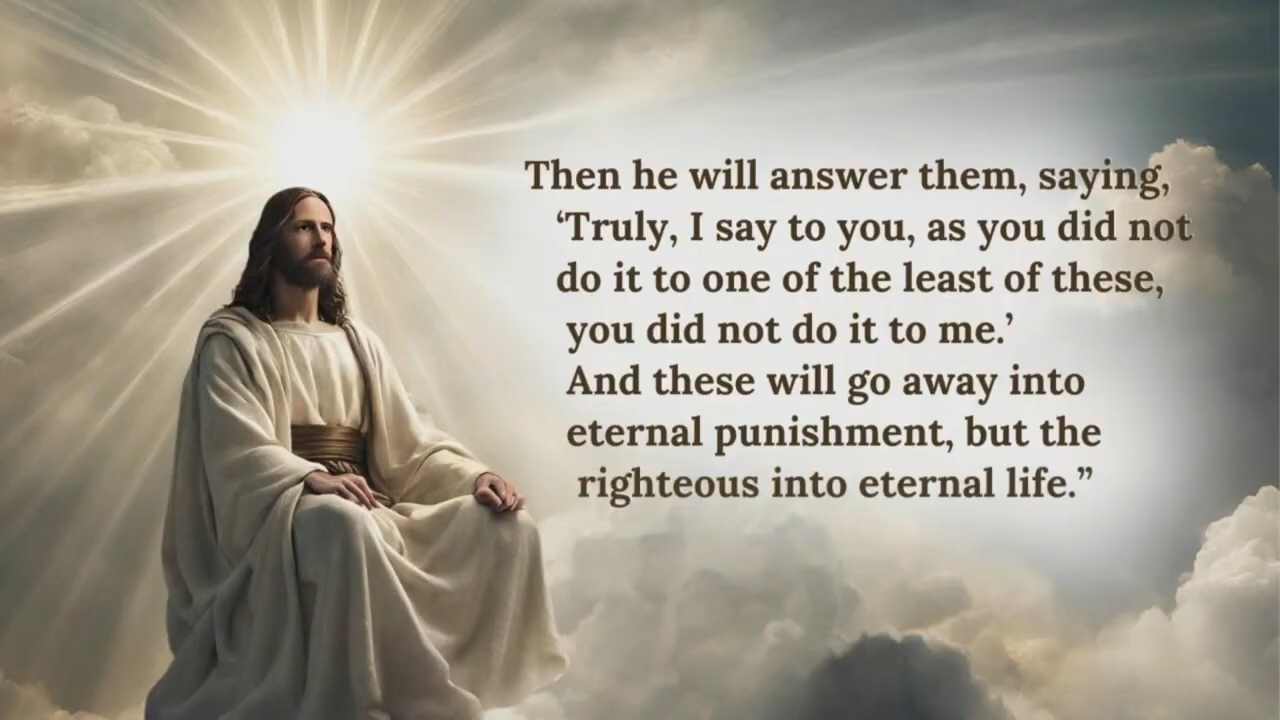 Then he will answer them, saying,
‘Truly, I say to you, as you did not
do it to one of the least of these,
you did not do it to me.’
And these will go away into
eternal punishment, but the
righteous into eternal life.”